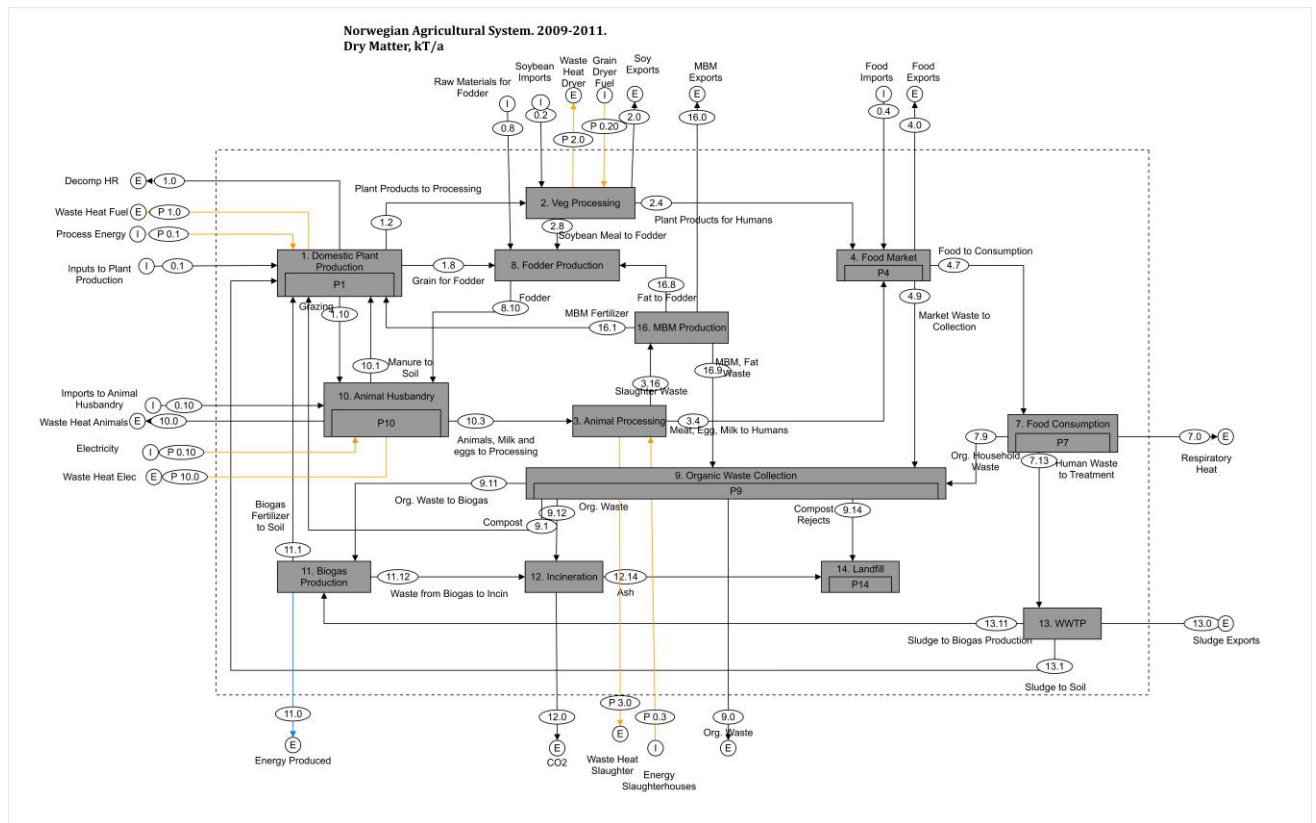 Norwegian Agricultural System. 2009-2011.
Dry Matter, kT/a
Raw Materials for
Fodder
I
0.8
Soybean
Imports
I
0.2
Waste
Heat
Dryer
E
P 2.0
Grain
Dryer
Fuel
I
P 0.20
Soy
Exports
E
2.0
MBM
Exports
E
16.0
Food
Imports
I
0.4
Food
Exports
E
4.0
Decomp HR
E
1.0
Waste Heat Fuel
E
P 1.0
Process Energy
I
P 0.1
Inputs to Plant
Production
I
0.1
Plant Products to Processing
1.2
2. Veg Processing
2.4
Plant Products for Humans
2.8
Soybean Meal to Fodder
1. Domestic Plant
Production
P1
1.8
Grain for Fodder
8. Fodder Production
4. Food Market
P4
Food to Consumption
4.7
4.9
Market Waste to
Collection
Grazing
1.10
8.10
Fodder
16.8
Fat to Fodder
MBM Fertilizer
16.1
16. MBM Production
16.9
MBM, Fat
Waste
10.1
Manure to
Soil
3.16
Slaughter Waste
Imports to Animal
Husbandry
I
0.10
Waste Heat Animals
E
10.0
Electricity
I
P 0.10
Waste Heat Elec
E
P 10.0
10. Animal Husbandry
P10
10.3
Animals, Milk and
eggs to Processing
3. Animal Processing
3.4
Meat, Egg, Milk to Humans
7. Food Consumption
P7
7.0
E
Respiratory
Heat
7.9
Org. Household
Waste
7.13
Human Waste
to Treatment
9. Organic Waste Collection
P9
9.11
Org. Waste to Biogas
9.12
Org. Waste
Compost
9.1
Compost
Rejects
9.14
Biogas
Fertilizer
to Soil
11.1
11. Biogas
Production
11.12
Waste from Biogas to Incin
12. Incineration
12.14
Ash
14. Landfill
P14
13. WWTP
13.11
Sludge to Biogas Production
13.0
E
Sludge Exports
13.1
Sludge to Soil
11.0
E
Energy Produced
12.0
E
CO2
P 3.0
E
Waste Heat
Slaughter
P 0.3
I
Energy
Slaughterhouses
9.0
Org. Waste
E